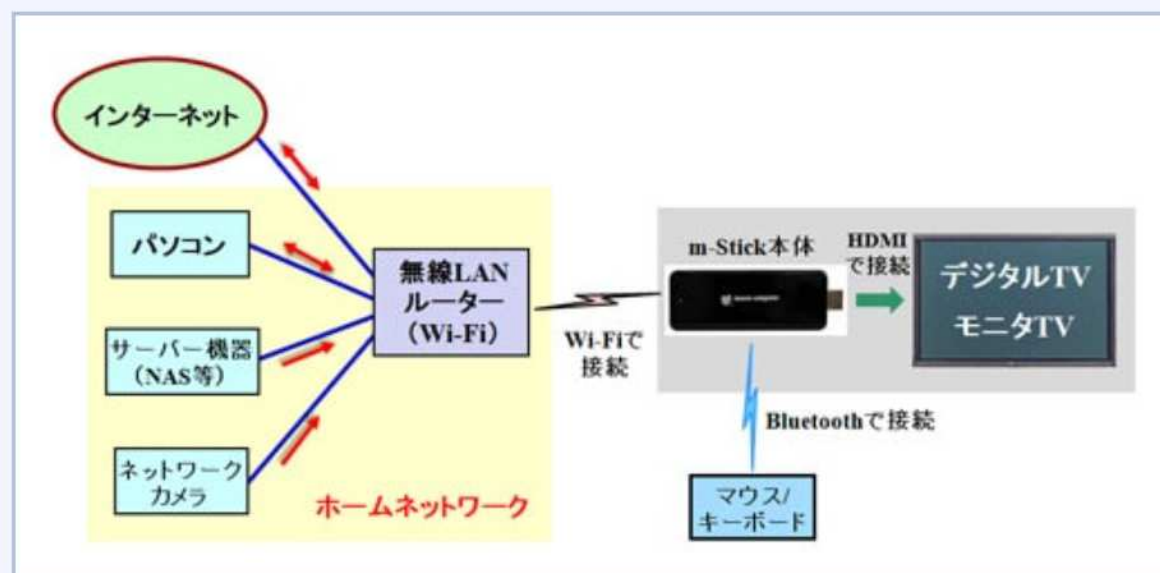 インターネット
パソコン
サーバー機器
（NAS等）
ネットワーク
カメラ
無線LAN
ルーター
（Wi-Fi）
ホームネットワーク
Wi-Fiで
接続
m-Stick本体
HDMI
で接続
デジタルTV
モニタTV
Bluetoothで接続
マウス/
キーボード